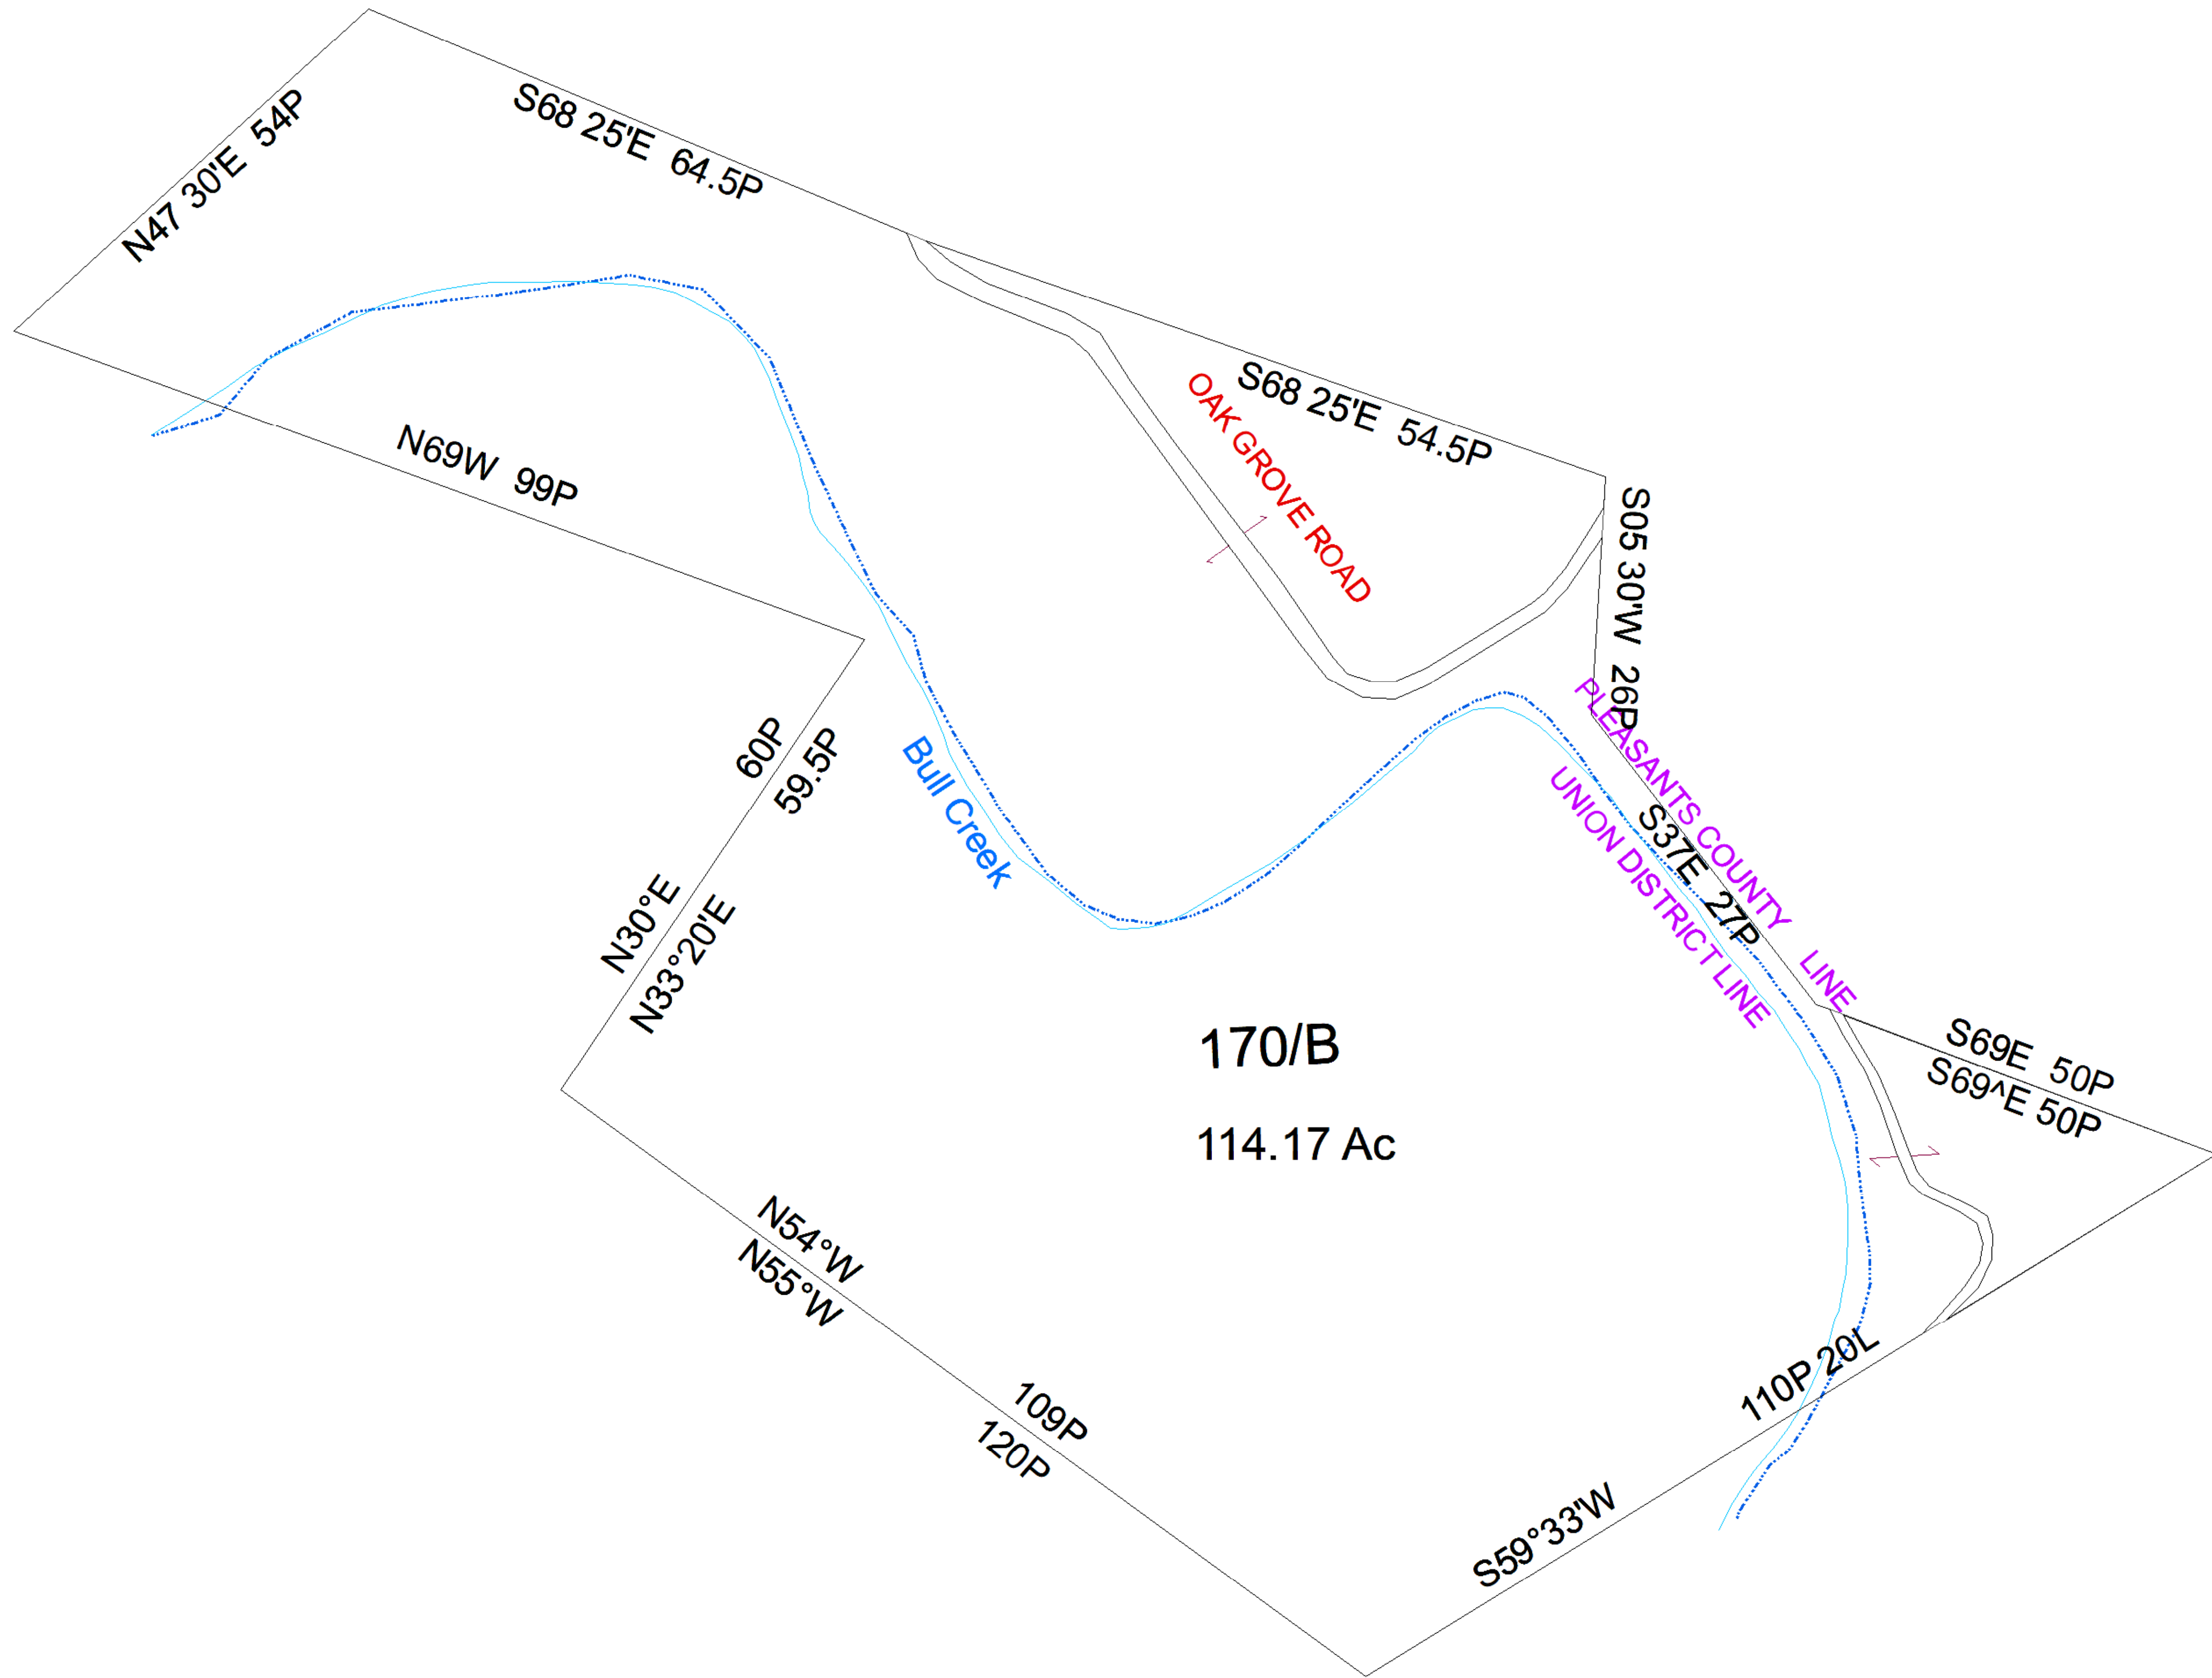 N47 30'E 54P
S68 25'E 64.5P
S68 25'E 54.5P
OAK GROVE ROAD
N69W 99P
S05 30'W 26P
PLEASANTS COUNTY LINE
UNION DISTRICT LINE
S37E 27P
60P
59.5P
Bull Creek
N30°E
N33°20'E
170/B
114.17 Ac
S69E 50P
S69^E 50P
N54°W
N55°W
109P
120P
110P 20L
S59°33'W